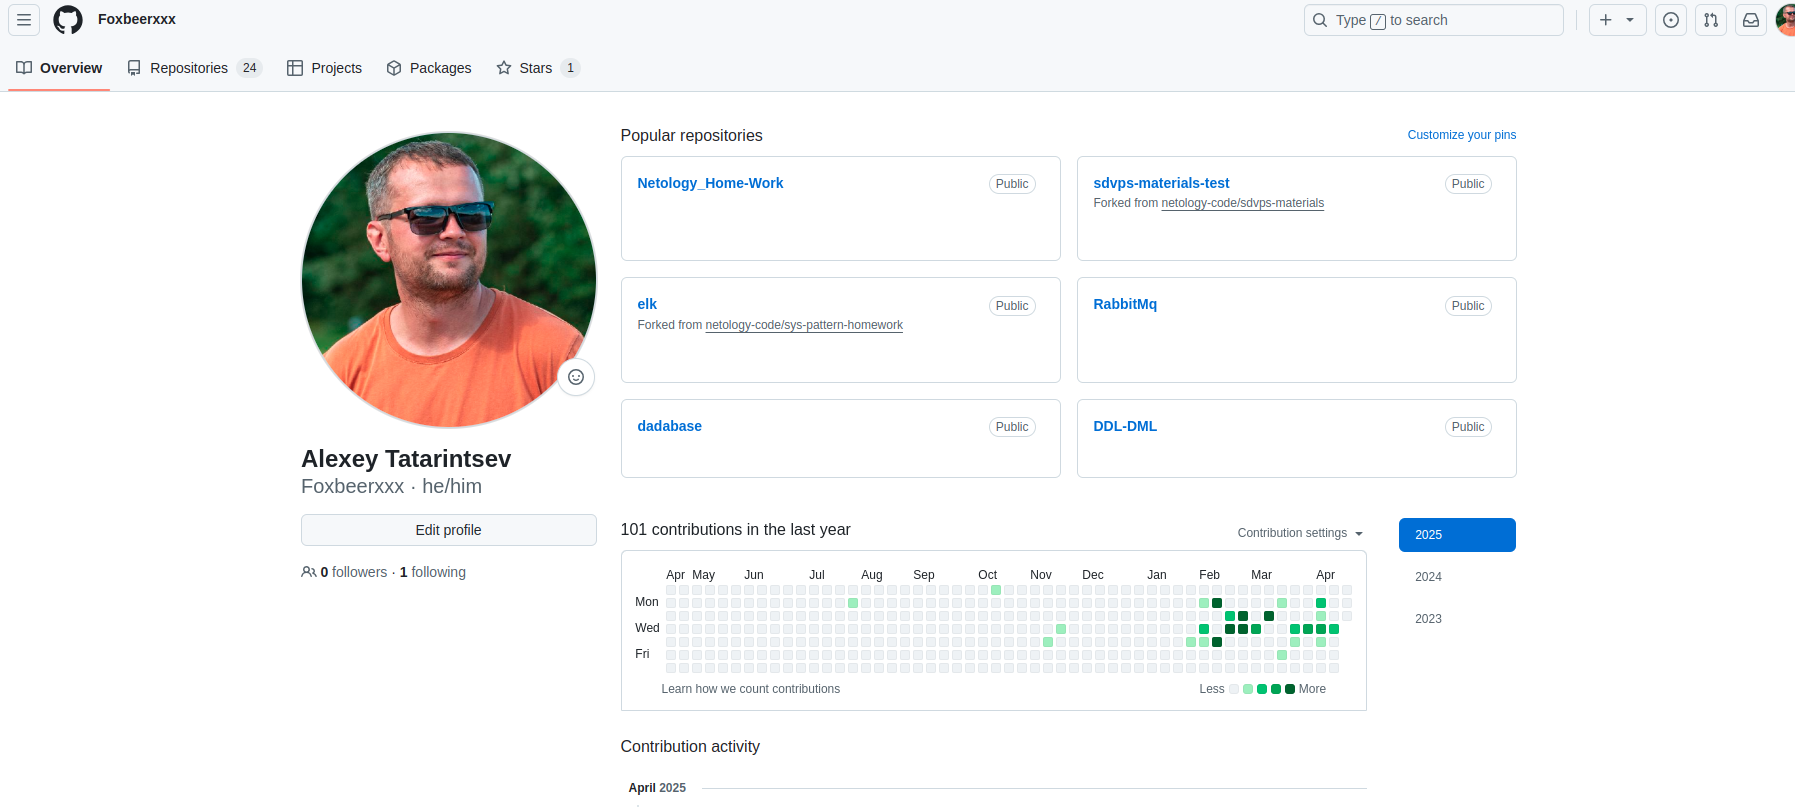 Foxbeerxxx
Type / to search
Overview Repositories 24 Projects Packages Stars 1
Popular repositories Customize your pins
Netology_Home-Work Public
sdvps-materials-test Public
Forked from netology-code/sdvps-materials
elk Public
Forked from netology-code/sys-pattern-homework
RabbitMq Public
dadabase Public
DDL-DML Public
Alexey Tatarintsev
Foxbeerxxx · he/him
Edit profile
0 followers · 1 following
101 contributions in the last year
Contribution settings
2025
2024
2023
Apr May Jun Jul Aug Sep Oct Nov Dec Jan Feb Mar Apr
Mon
Wed
Fri
Learn how we count contributions
Less More
Contribution activity
April 2025